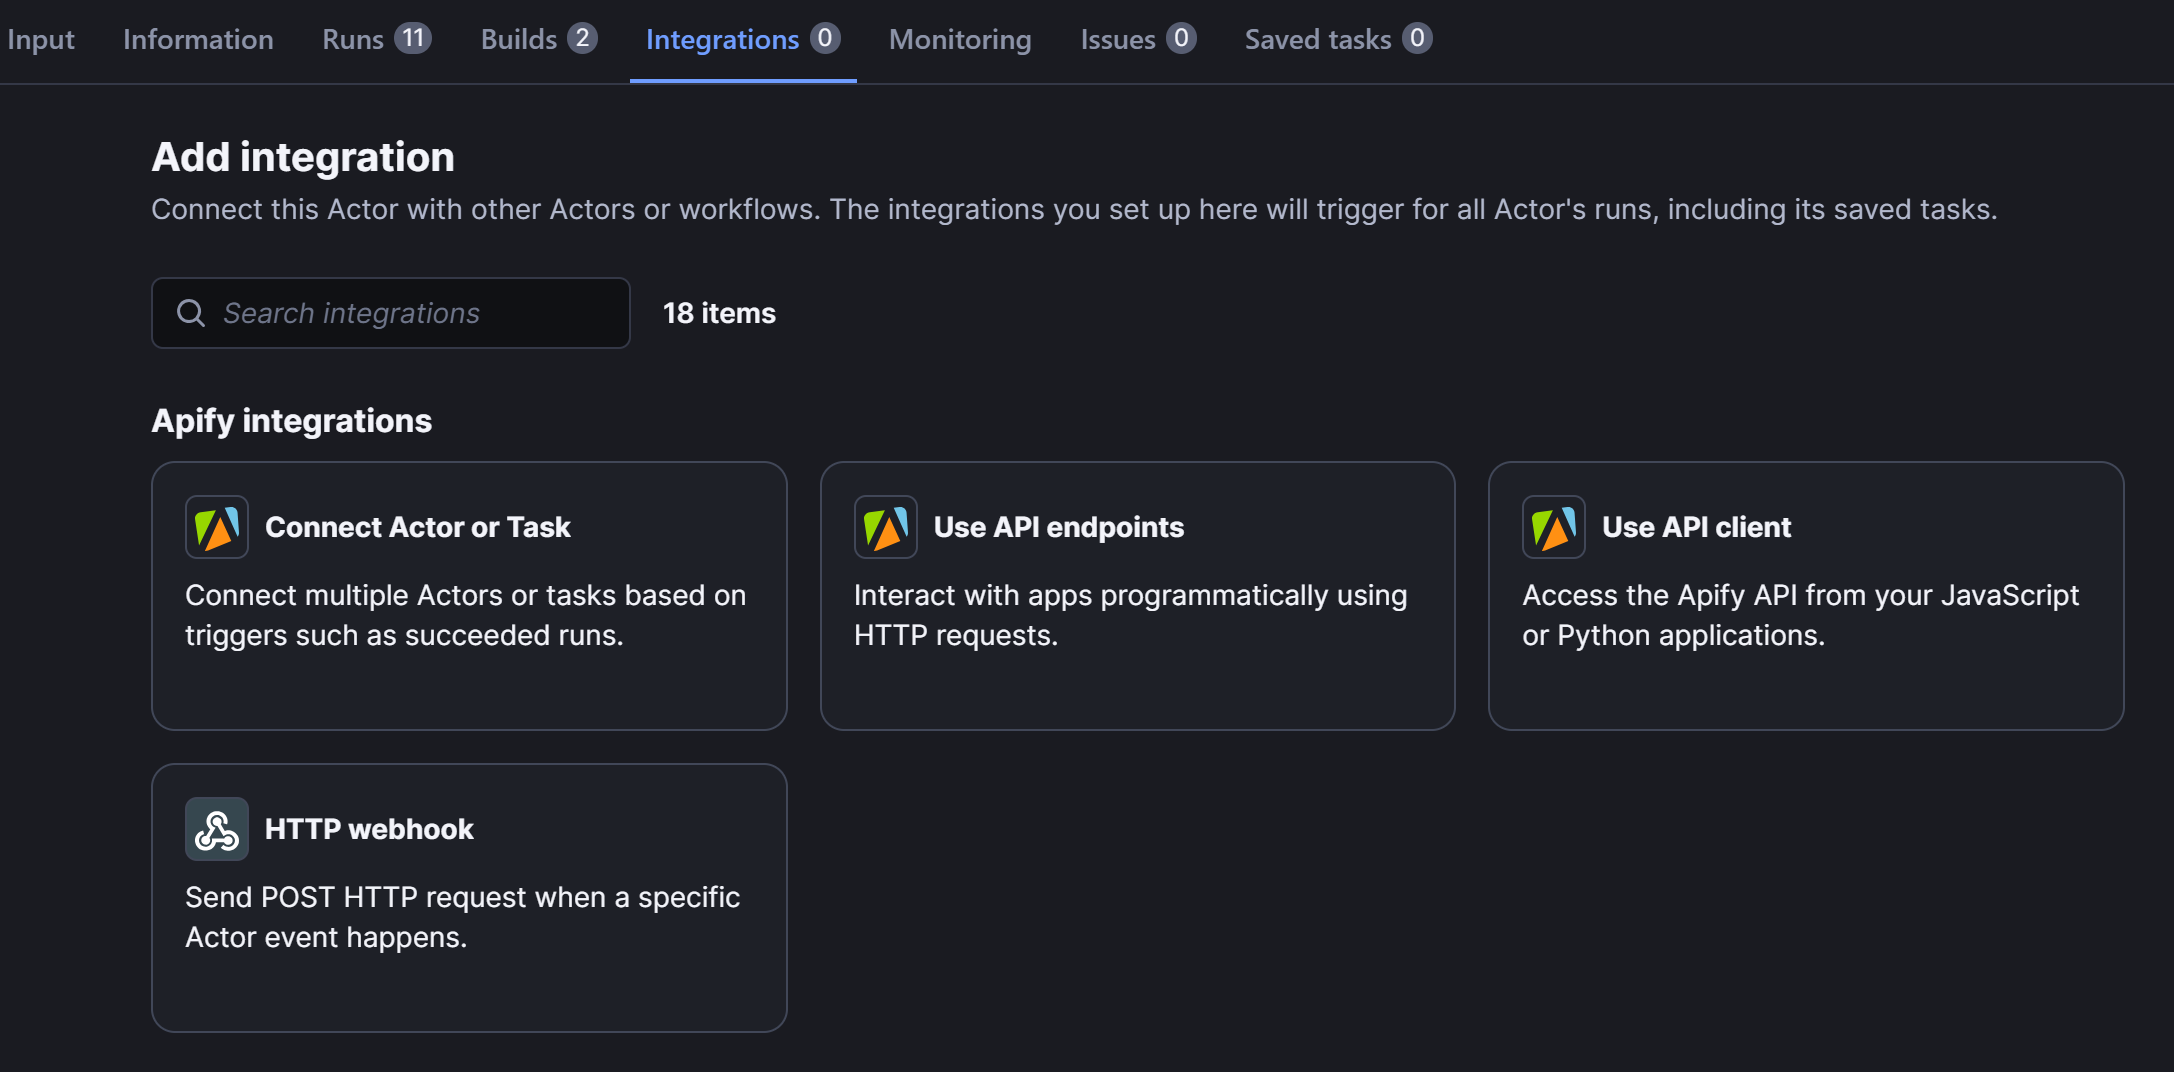 Input Information Runs 11 Builds 2 Integrations 0 Monitoring Issues 0 Saved tasks 0
Add integration
Connect this Actor with other Actors or workflows. The integrations you set up here will trigger for all Actor's runs, including its saved tasks.
Search integrations 18 items
Apify integrations
Connect Actor or Task
Connect multiple Actors or tasks based on
triggers such as succeeded runs.
Use API endpoints
Interact with apps programmatically using
HTTP requests.
Use API client
Access the Apify API from your JavaScript
or Python applications.
HTTP webhook
Send POST HTTP request when a specific
Actor event happens.